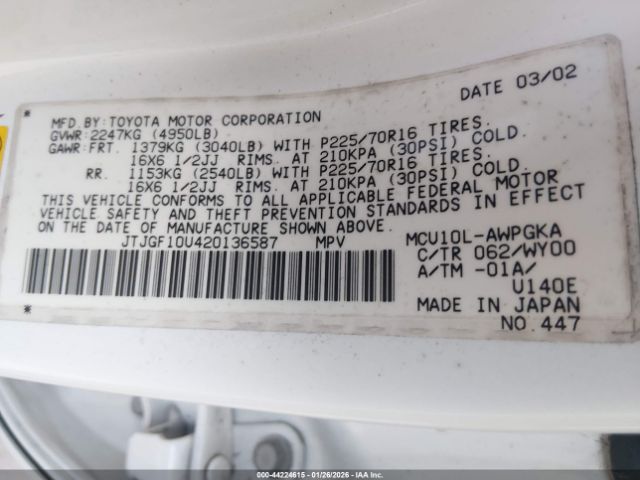 DATE 03/02
MFD. BY: TOYOTA MOTOR CORPORATION
GVWR: 2247KG (4950LB)
GAWR: FRT. 1379KG (3040LB) WITH P225/70R16 TIRES.
16X6 1/2JJ RIMS. AT 210KPA (30PSI) COLD.
RR. 1153KG (2540LB) WITH P225/70R16 TIRES.
16X6 1/2JJ RIMS. AT 210KPA (30PSI) COLD
THIS VEHICLE CONFORMS TO ALL APPLICABLE FEDERAL MOTOR
VEHICLE SAFETY AND THEFT PREVENTION STANDARDS IN EFFECT
ON THE DATE OF MANUFACTURE SHOWN ABOVE.
JTJGF10U420136587 MPV
MCU10L-AWPGKA
C/TR 062/WY00
A/TM -01A/
U140E
MADE IN JAPAN
NO. 447
000-44224615 - 01/26/2026 - IAAI.COM